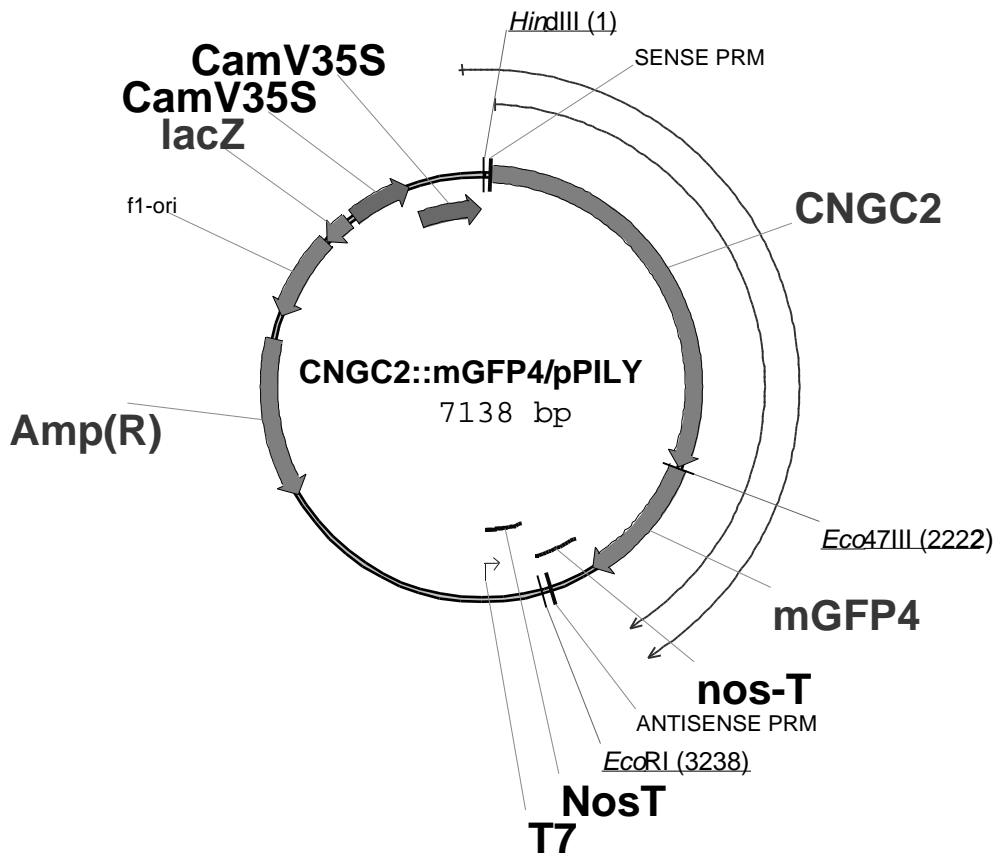 HindIII (1)
SENSE PRM
CamV35S
CamV35S
lacZ
f1-ori
CNGC2
CNGC2::mGFP4/pPILY
7138 bp
Amp(R)
Eco47III (2222)
mGFP4
nos-T
ANTISENSE PRM
EcoRI (3238)
NosT
T7